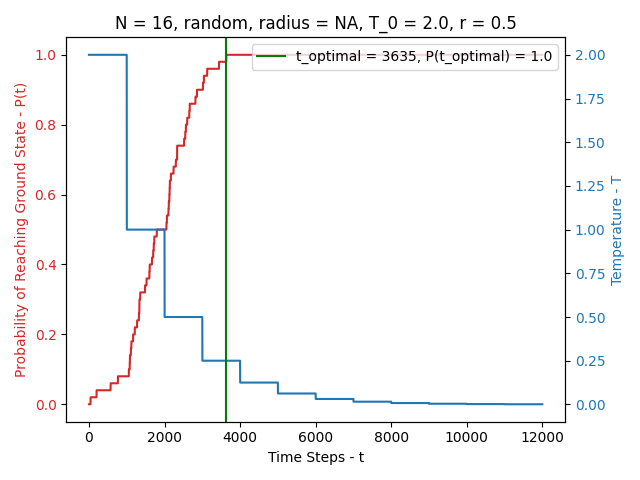 N = 16, random, radius = NA, T_0 = 2.0, r = 0.5
t_optimal = 3635, P(t_optimal) = 1.0
Probability of Reaching Ground State - P(t)
1.0
0.8
0.6
0.4
0.2
0.0
2.00
1.75
1.50
1.25
1.00
0.75
0.50
0.25
0.00
Temperature - T
0 2000 4000 6000 8000 10000 12000
Time Steps - t